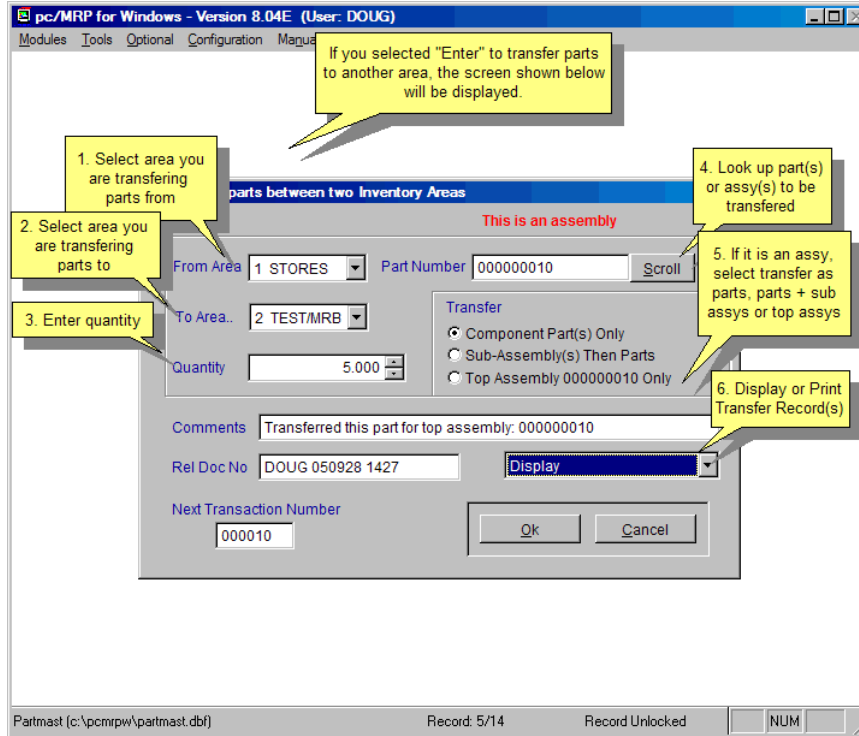 pc/MRP for Windows - Version 8.04E (User: DOUG)
Modules Tools Optional Configuration Manua
If you selected "Enter" to transfer parts
to another area, the screen shown below
will be displayed.
1. Select area you
are transfering
parts from
parts between two Inventory Areas
4. Look up part(s)
or assy(s) to be
transfered
This is an assembly
2. Select area you
are transfering
parts to
From Area 1 STORES Part Number 000000010 Scroll
5. If it is an assy,
select transfer as
parts, parts + sub
assys or top assys
3. Enter quantity
To Area.. 2 TEST/MRB
Transfer
Component Part(s) Only
Sub-Assembly(s) Then Parts
Top Assembly 000000010 Only
Quantity 5.000
6. Display or Print
Transfer Record(s)
Comments Transferred this part for top assembly: 000000010
Rel Doc No DOUG 050928 1427 Display
Next Transaction Number
000010
Ok Cancel
Partmast (c:\pcmrpw\partmast.dbf) Record: 5/14 Record Unlocked NUM